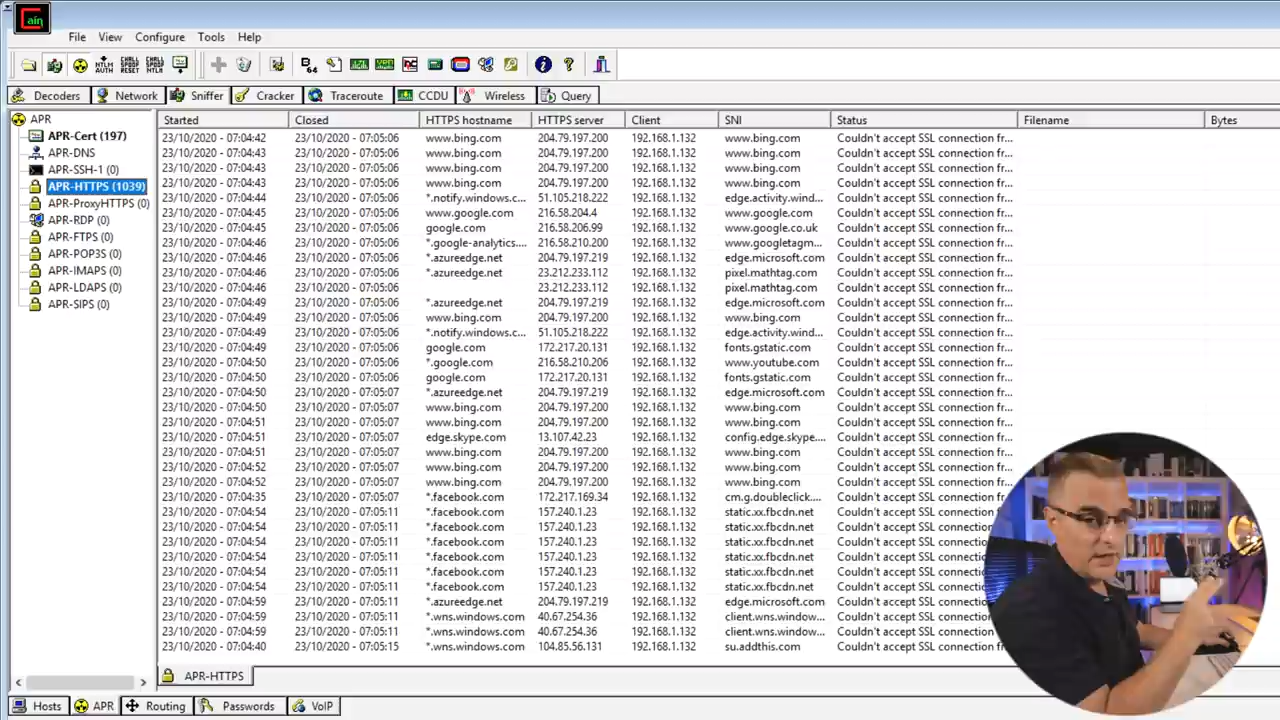 Caín
File View Configure Tools Help
Decoders Network Sniffer Cracker Traceroute CCDU Wireless Query
APR
APR-Cert (197)
APR-DNS
APR-SSH-1 (0)
APR-HTTPS (1039)
APR-ProxyHTTPS (0)
APR-RDP (0)
APR-FTPS (0)
APR-POP3S (0)
APR-IMAPS (0)
APR-LDAPS (0)
APR-SIPS (0)
Started Closed HTTPS hostname HTTPS server Client SNI Status Filename Bytes
23/10/2020 - 07:04:42 23/10/2020 - 07:05:06 www.bing.com 204.79.197.200 192.168.1.132 www.bing.com Couldn't accept SSL connection fr...
23/10/2020 - 07:04:43 23/10/2020 - 07:05:06 www.bing.com 204.79.197.200 192.168.1.132 www.bing.com Couldn't accept SSL connection fr...
23/10/2020 - 07:04:43 23/10/2020 - 07:05:06 www.bing.com 204.79.197.200 192.168.1.132 www.bing.com Couldn't accept SSL connection fr...
23/10/2020 - 07:04:43 23/10/2020 - 07:05:06 www.bing.com 204.79.197.200 192.168.1.132 www.bing.com Couldn't accept SSL connection fr...
23/10/2020 - 07:04:44 23/10/2020 - 07:05:06 *.notify.windows.c... 51.105.218.222 192.168.1.132 edge.activity.wind... Couldn't accept SSL connection fr...
23/10/2020 - 07:04:45 23/10/2020 - 07:05:06 www.google.com 216.58.204.4 192.168.1.132 www.google.com Couldn't accept SSL connection fr...
23/10/2020 - 07:04:45 23/10/2020 - 07:05:06 google.com 216.58.206.99 192.168.1.132 www.google.co.uk Couldn't accept SSL connection fr...
23/10/2020 - 07:04:46 23/10/2020 - 07:05:06 *.google-analytics.... 216.58.210.200 192.168.1.132 www.googletagm... Couldn't accept SSL connection fr...
23/10/2020 - 07:04:46 23/10/2020 - 07:05:06 *.azureedge.net 204.79.197.219 192.168.1.132 edge.microsoft.com Couldn't accept SSL connection fr...
23/10/2020 - 07:04:46 23/10/2020 - 07:05:06 *.azureedge.net 23.212.233.112 192.168.1.132 pixel.mathtag.com Couldn't accept SSL connection fr...
23/10/2020 - 07:04:46 23/10/2020 - 07:05:06 23.212.233.112 192.168.1.132 pixel.mathtag.com Couldn't accept SSL connection fr...
23/10/2020 - 07:04:49 23/10/2020 - 07:05:06 *.azureedge.net 204.79.197.219 192.168.1.132 edge.microsoft.com Couldn't accept SSL connection fr...
23/10/2020 - 07:04:49 23/10/2020 - 07:05:06 www.bing.com 204.79.197.200 192.168.1.132 www.bing.com Couldn't accept SSL connection fr...
23/10/2020 - 07:04:49 23/10/2020 - 07:05:06 *.notify.windows.c... 51.105.218.222 192.168.1.132 edge.activity.wind... Couldn't accept SSL connection fr...
23/10/2020 - 07:04:49 23/10/2020 - 07:05:06 google.com 172.217.20.131 192.168.1.132 fonts.gstatic.com Couldn't accept SSL connection fr...
23/10/2020 - 07:04:50 23/10/2020 - 07:05:06 *.google.com 216.58.210.206 192.168.1.132 www.youtube.com Couldn't accept SSL connection fr...
23/10/2020 - 07:04:50 23/10/2020 - 07:05:06 google.com 172.217.20.131 192.168.1.132 fonts.gstatic.com Couldn't accept SSL connection fr...
23/10/2020 - 07:04:50 23/10/2020 - 07:05:07 *.azureedge.net 204.79.197.219 192.168.1.132 edge.microsoft.com Couldn't accept SSL connection fr...
23/10/2020 - 07:04:50 23/10/2020 - 07:05:07 www.bing.com 204.79.197.200 192.168.1.132 www.bing.com Couldn't accept SSL connection fr...
23/10/2020 - 07:04:51 23/10/2020 - 07:05:07 www.bing.com 204.79.197.200 192.168.1.132 www.bing.com Couldn't accept SSL connection fr...
23/10/2020 - 07:04:51 23/10/2020 - 07:05:07 edge.skype.com 13.107.42.23 192.168.1.132 config.edge.skype.... Couldn't accept SSL connection fr...
23/10/2020 - 07:04:51 23/10/2020 - 07:05:07 www.bing.com 204.79.197.200 192.168.1.132 www.bing.com Couldn't accept SSL connection fr...
23/10/2020 - 07:04:52 23/10/2020 - 07:05:07 www.bing.com 204.79.197.200 192.168.1.132 www.bing.com Couldn't accept SSL connection fr...
23/10/2020 - 07:04:52 23/10/2020 - 07:05:07 www.bing.com 204.79.197.200 192.168.1.132 www.bing.com Couldn't accept SSL connection fr...
23/10/2020 - 07:04:35 23/10/2020 - 07:05:07 *.facebook.com 172.217.169.34 192.168.1.132 cm.g.doubleclick.... Couldn't accept SSL connection fr...
23/10/2020 - 07:04:54 23/10/2020 - 07:05:11 *.facebook.com 157.240.1.23 192.168.1.132 static.xx.fbcdn.net Couldn't accept SSL connection fr...
23/10/2020 - 07:04:54 23/10/2020 - 07:05:11 *.facebook.com 157.240.1.23 192.168.1.132 static.xx.fbcdn.net Couldn't accept SSL connection
23/10/2020 - 07:04:54 23/10/2020 - 07:05:11 *.facebook.com 157.240.1.23 192.168.1.132 static.xx.fbcdn.net Couldn't accept SSL connection
23/10/2020 - 07:04:54 23/10/2020 - 07:05:11 *.facebook.com 157.240.1.23 192.168.1.132 static.xx.fbcdn.net Couldn't accept SSL connection
23/10/2020 - 07:04:54 23/10/2020 - 07:05:11 *.facebook.com 157.240.1.23 192.168.1.132 static.xx.fbcdn.net Couldn't accept SSL connection
23/10/2020 - 07:04:54 23/10/2020 - 07:05:11 *.facebook.com 157.240.1.23 192.168.1.132 static.xx.fbcdn.net Couldn't accept SSL connection
23/10/2020 - 07:04:59 23/10/2020 - 07:05:11 *.azureedge.net 204.79.197.219 192.168.1.132 edge.microsoft.com Couldn't accept SSL connection
23/10/2020 - 07:04:59 23/10/2020 - 07:05:11 *.wns.windows.com 40.67.254.36 192.168.1.132 client.wns.window... Couldn't accept SSL connection
23/10/2020 - 07:04:59 23/10/2020 - 07:05:11 *.wns.windows.com 40.67.254.36 192.168.1.132 client.wns.window... Couldn't accept SSL connection fr...
23/10/2020 - 07:04:40 23/10/2020 - 07:05:15 *.wns.windows.com 104.85.56.131 192.168.1.132 su.addthis.com Couldn't accept SSL connection fr...
APR-HTTPS
Hosts APR Routing Passwords VoIP